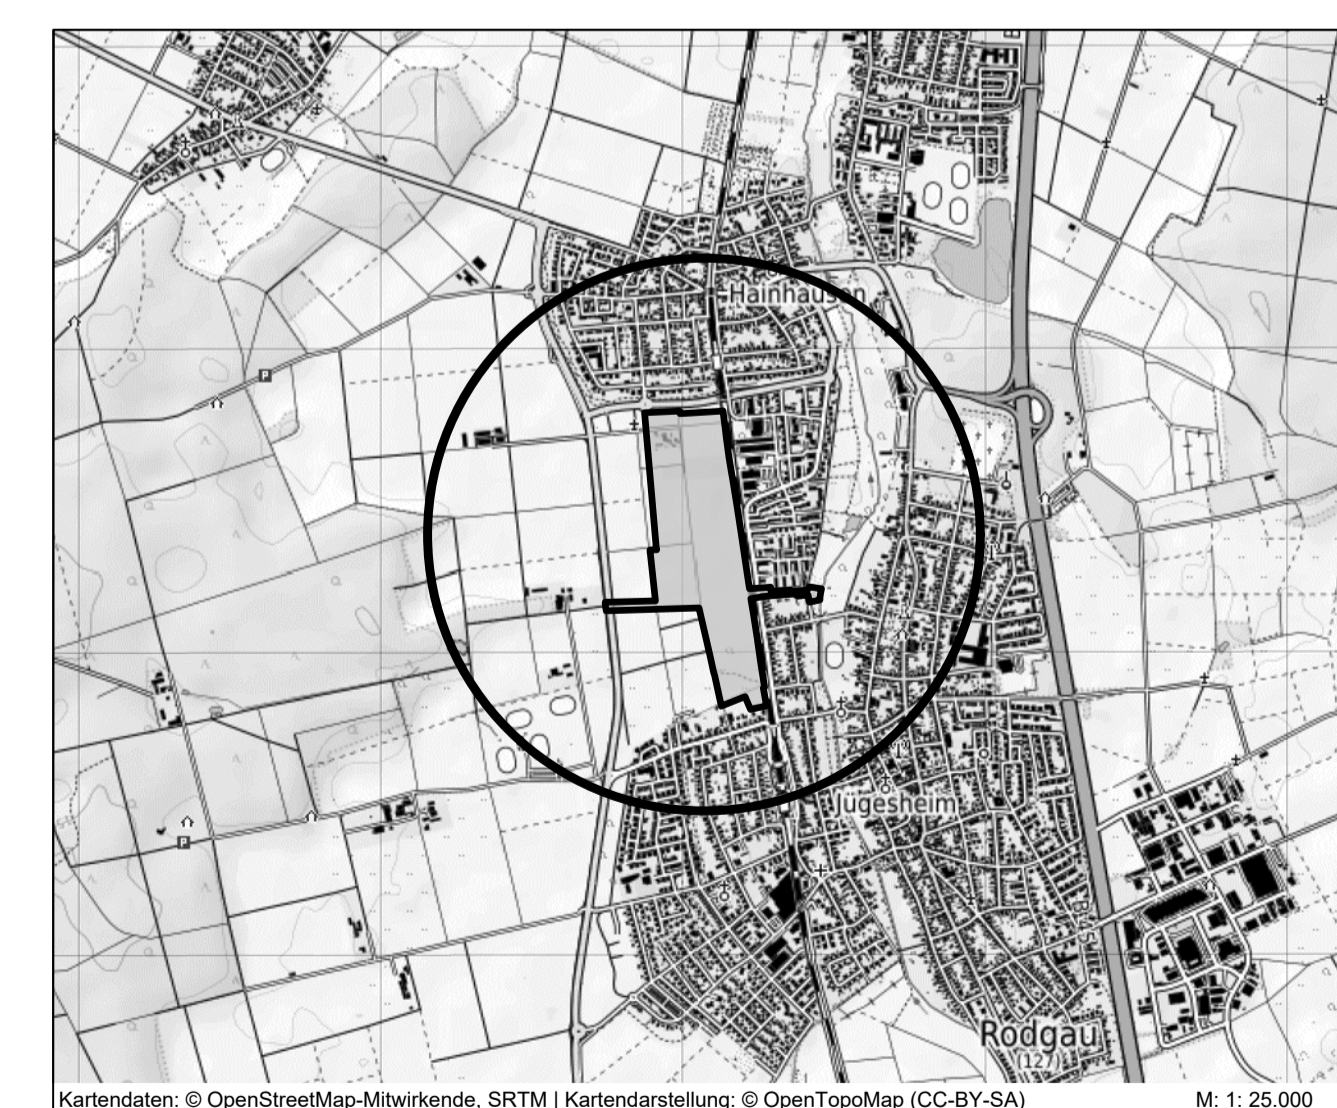 Hainhausen
P
Jügesheim
P
Rodgau
(127)
Kartendaten: © OpenStreetMap-Mitwirkende, SRTM | Kartendarstellung: © OpenTopoMap (CC-BY-SA)
M: 1: 25.000